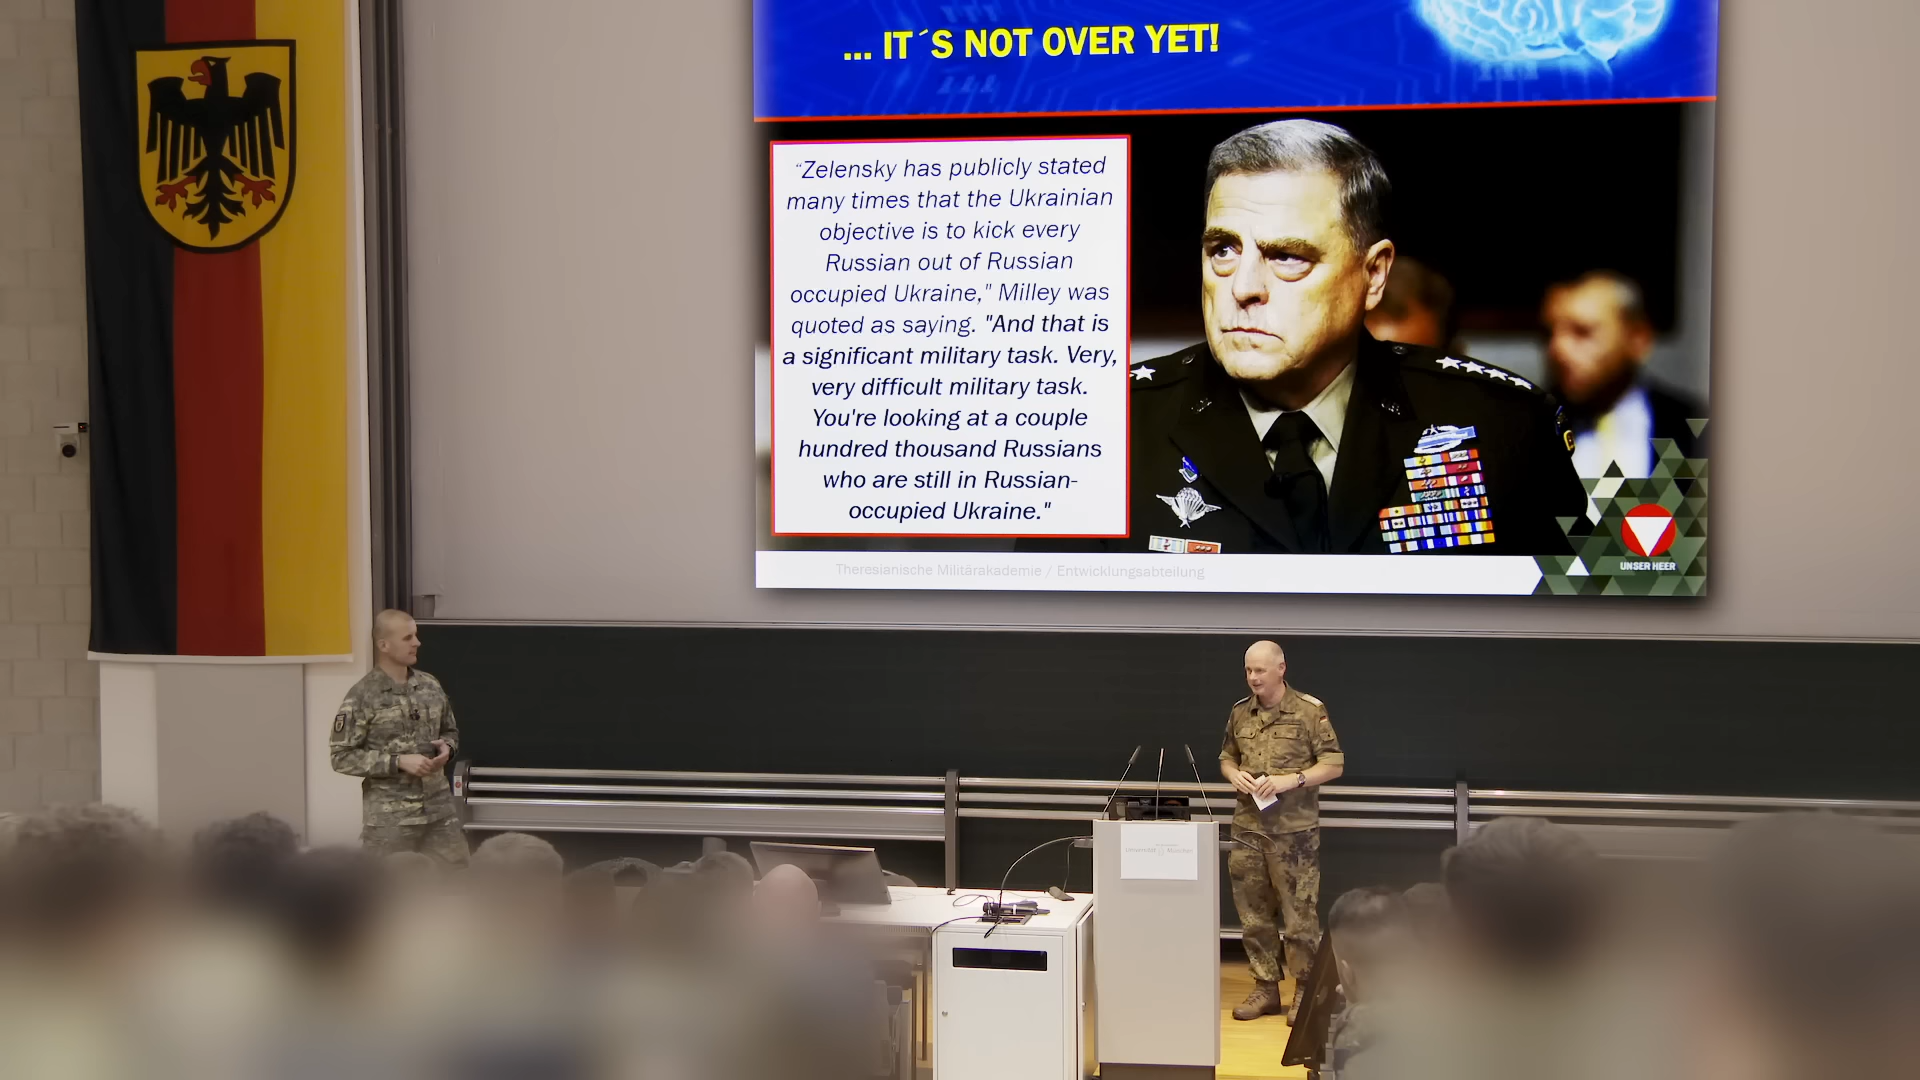 ... IT´S NOT OVER YET!
“Zelensky has publicly stated
many times that the Ukrainian
objective is to kick every
Russian out of Russian
occupied Ukraine," Milley was
quoted as saying. "And that is
a significant military task. Very,
very difficult military task.
You're looking at a couple
hundred thousand Russians
who are still in Russian-
occupied Ukraine."
UNSER HEER
Theresianische Militärakademie / Entwicklungsabteilung
Universität München